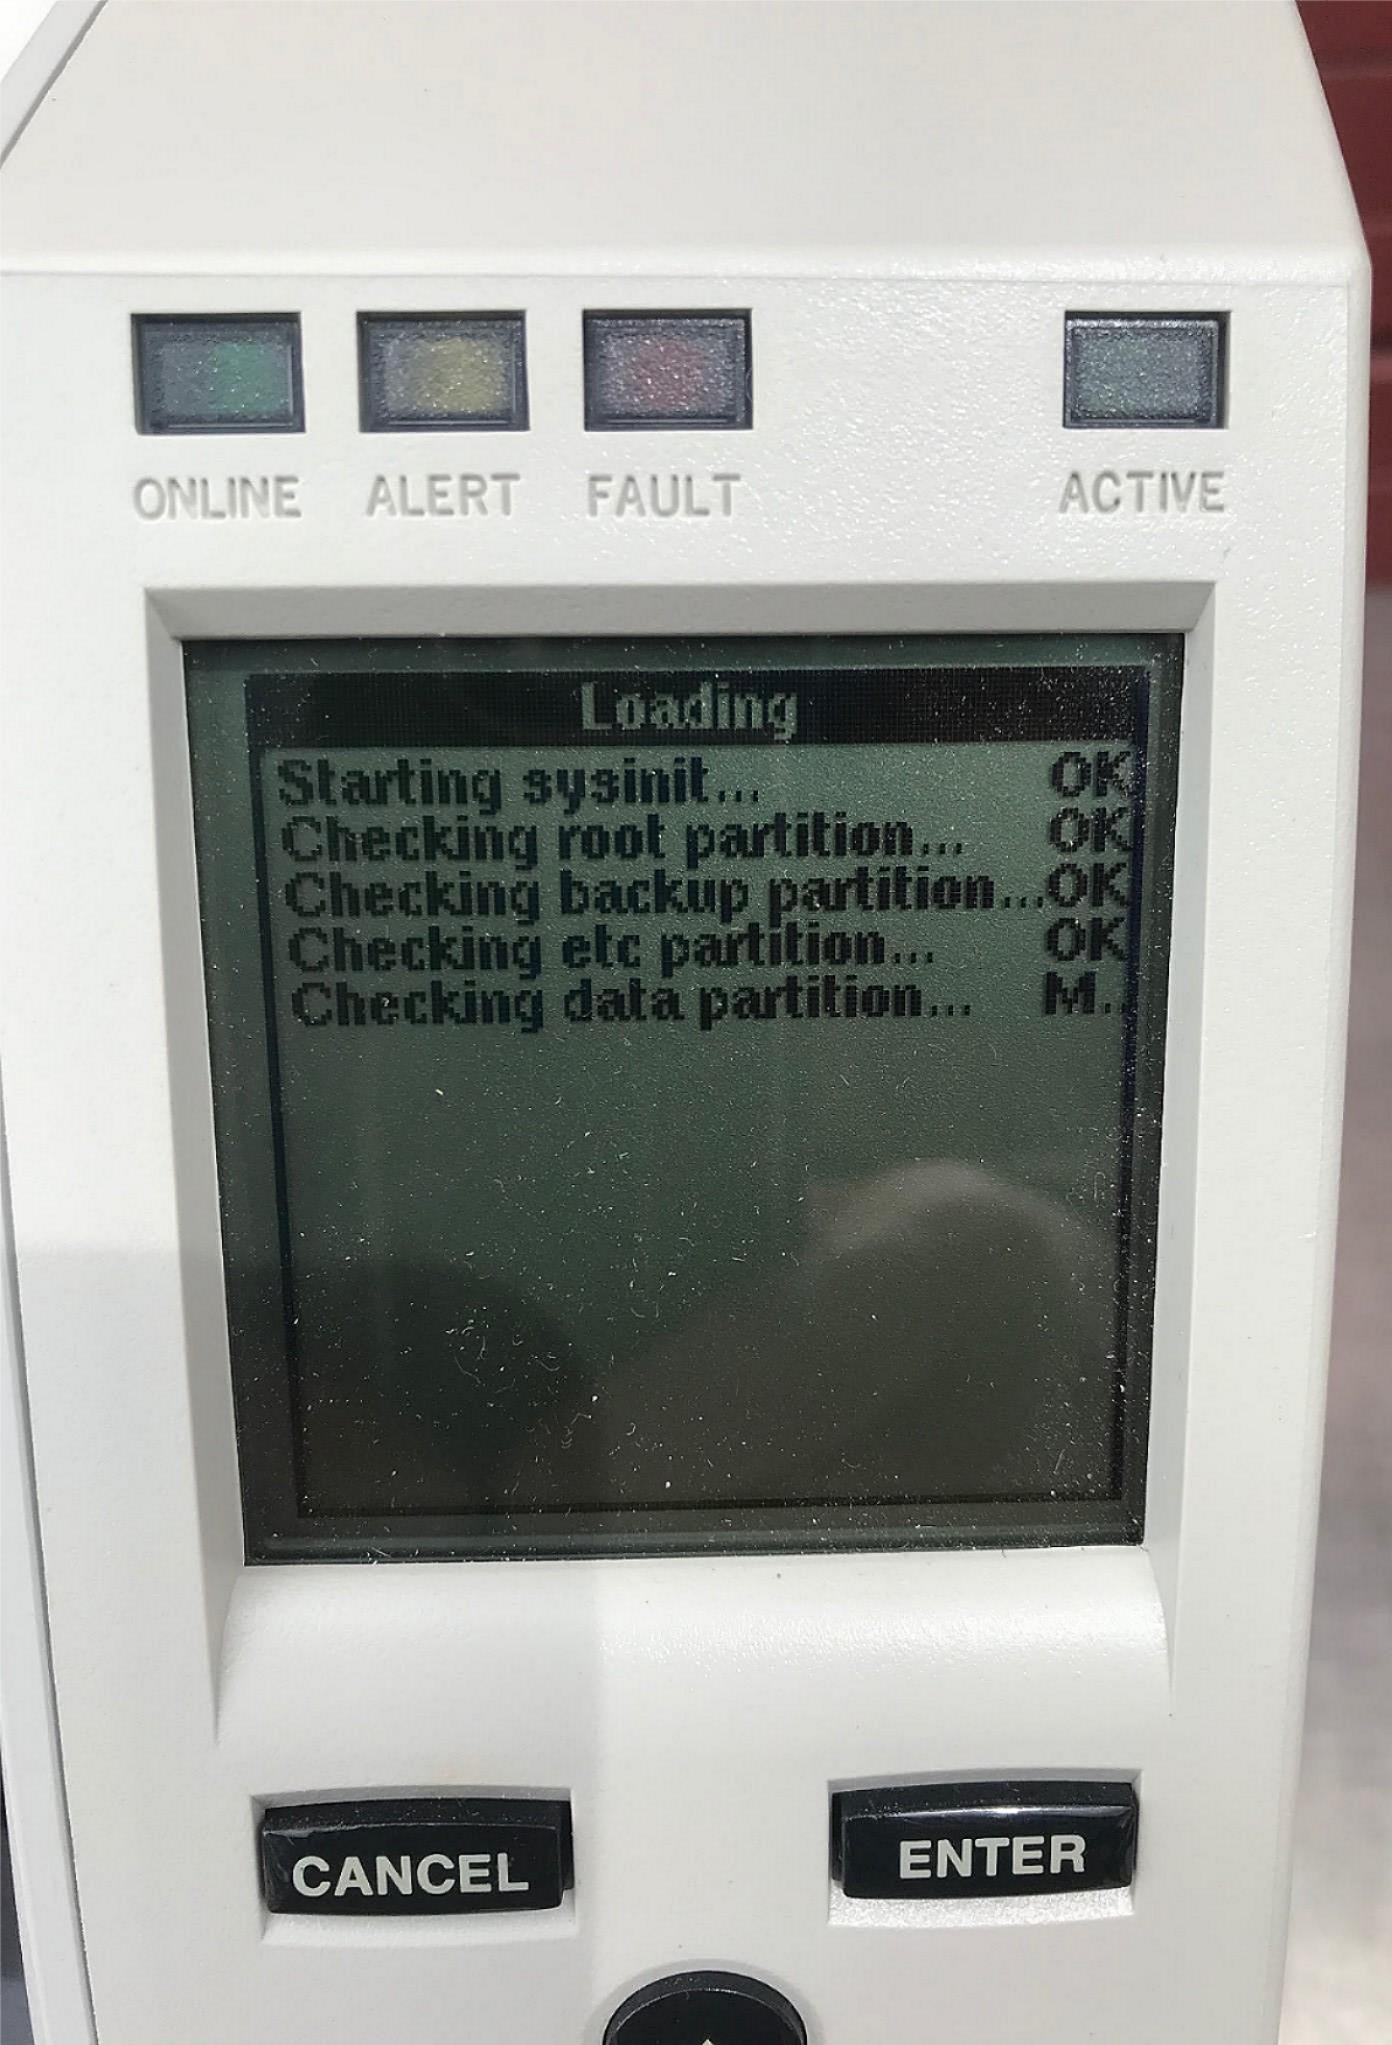 ONLINE ALERT FAULT ACTIVE
Loading
Starting sysinit... OK
Checking root partition... OK
Checking backup partition...OK
Checking etc partition... OK
Checking data partition... M..
CANCEL ENTER